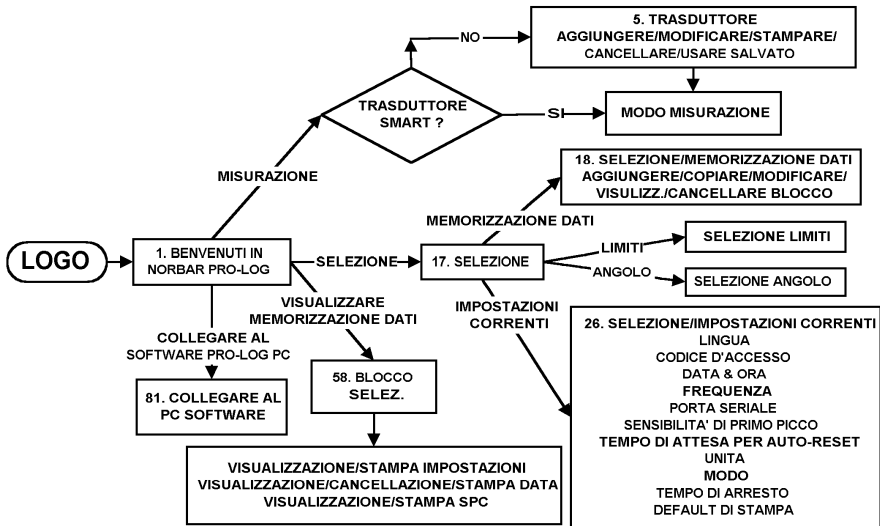 5. TRASDUTTORE
AGGIUNGERE/MODIFICARE/STAMPARE/
CANCELLARE/USARE SALVATO
NO
TRASDUTTORE
SMART ?
SI
MODO MISURAZIONE
MISURAZIONE
18. SELEZIONE/MEMORIZZAZIONE DATI
AGGIUNGERE/COPIARE/MODIFICARE/
VISULIZZ./CANCELLARE BLOCCO
MEMORIZZAZIONE DATI
LOGO
1. BENVENUTI IN
NORBAR PRO-LOG
SELEZIONE
17. SELEZIONE
LIMITI
SELEZIONE LIMITI
ANGOLO
SELEZIONE ANGOLO
VISUALIZZARE
MEMORIZZAZIONE DATI
IMPOSTAZIONI
CORRENTI
COLLEGARE AL
SOFTWARE PRO-LOG PC
81. COLLEGARE AL
PC SOFTWARE
58. BLOCCO
SELEZ.
VISUALIZZAZIONE/STAMPA IMPOSTAZIONI
VISUALIZZAZIONE/CANCELLAZIONE/STAMPA DATA
VISUALIZZAZIONE/STAMPA SPC
26. SELEZIONE/IMPOSTAZIONI CORRENTI
LINGUA
CODICE D'ACCESSO
DATA & ORA
FREQUENZA
PORTA SERIALE
SENSIBILITA' DI PRIMO PICCO
TEMPO DI ATTESA PER AUTO-RESET
UNITA
MODO
TEMPO DI ARRESTO
DEFAULT DI STAMPA